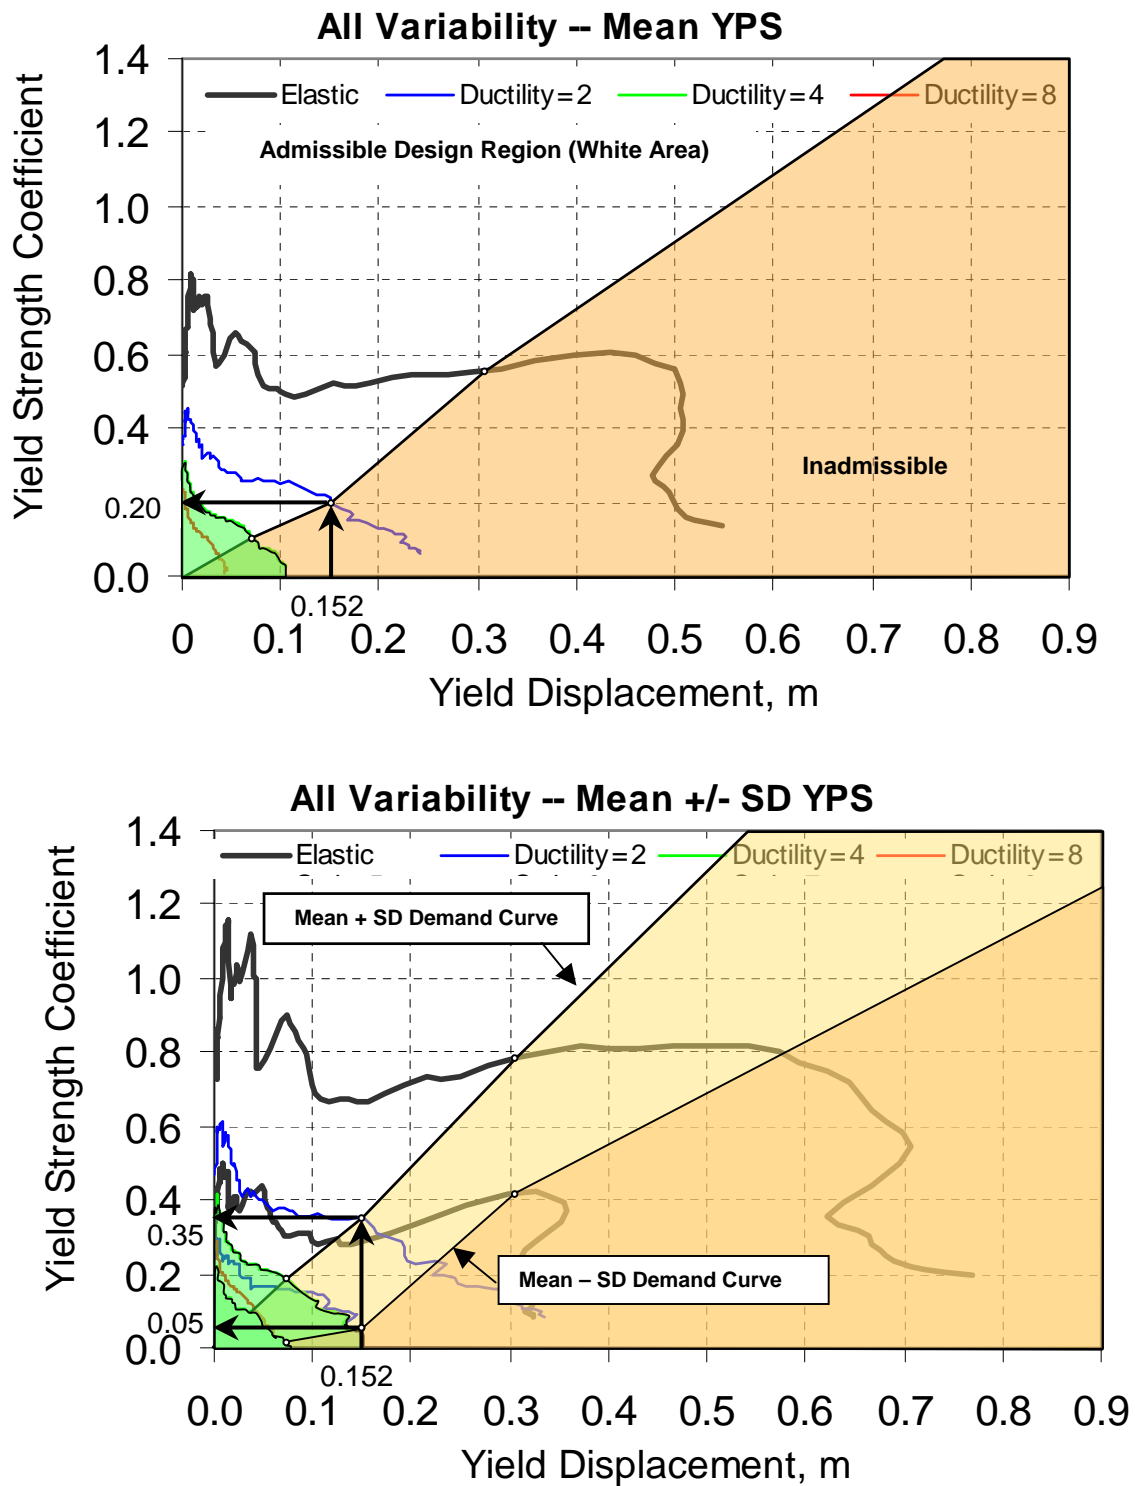 All Variability -- Mean YPS
1.4
Elastic Ductility=2 Ductility=4 Ductility=8
1.2
Admissible Design Region (White Area)
1.0
0.8
0.6
0.4
Inadmissible
0.20
0.0
0.152
0 0.1 0.2 0.3 0.4 0.5 0.6 0.7 0.8 0.9
Yield Strength Coefficient
Yield Displacement, m
All Variability -- Mean +/- SD YPS
1.4
Elastic Ductility=2 Ductility=4 Ductility=8
1.2
Mean + SD Demand Curve
1.0
0.8
0.6
0.4
0.35
0.2
Mean – SD Demand Curve
0.05
0.0
0.152
0.0 0.1 0.2 0.3 0.4 0.5 0.6 0.7 0.8 0.9
Yield Strength Coefficient
Yield Displacement, m